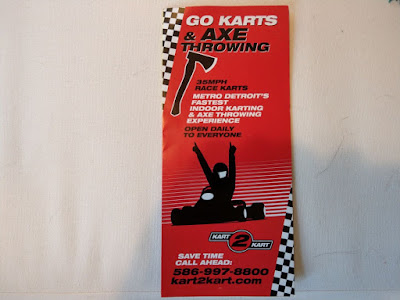 GO KARTS
& AXE
THROWING
35MPH
RACE KARTS
METRO DETROIT'S
FASTEST
INDOOR KARTING
& AXE THROWING
EXPERIENCE
OPEN DAILY
TO EVERYONE
KART 2 KART
SAVE TIME
CALL AHEAD:
586-997-8800
kart2kart.com